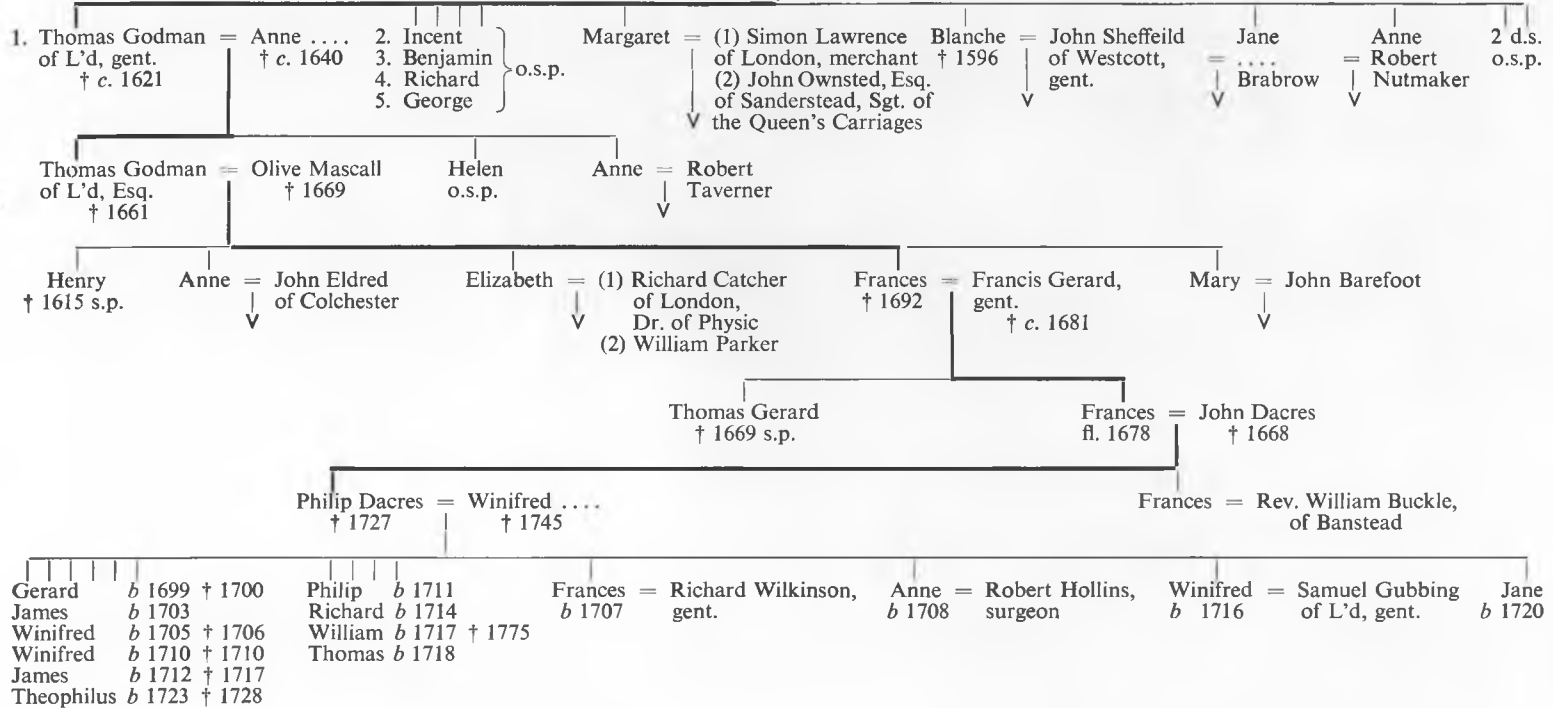 1. Thomas Godman = Anne .... 2. Incent Margaret = (1) Simon Lawrence Blanche = John Sheffeild Jane Anne 2 d.s.
of L'd, gent. † c. 1640 3. Benjamin o.s.p. of London, merchant † 1596 of Westcott, = .... = Robert o.s.p.
† c. 1621 4. Richard (2) John Ownsted, Esq. gent. Brabrow Nutmaker
5. George of Sanderstead, Sgt. of
the Queen's Carriages
Thomas Godman = Olive Mascall Helen Anne = Robert
of L'd, Esq. † 1669 o.s.p. Taverner
† 1661
Henry Anne = John Eldred Elizabeth = (1) Richard Catcher Frances = Francis Gerard, Mary = John Barefoot
† 1615 s.p. of Colchester of London, † 1692 gent.
Dr. of Physic † c. 1681
(2) William Parker
Thomas Gerard Frances = John Dacres
† 1669 s.p. fl. 1678 † 1668
Philip Dacres = Winifred .... Frances = Rev. William Buckle,
† 1727 † 1745 of Banstead
Gerard b 1699 † 1700 Philip b 1711 Frances = Richard Wilkinson, Anne = Robert Hollins, Winifred = Samuel Gubbing Jane
James b 1703 Richard b 1714 b 1707 gent. b 1708 surgeon b 1716 of L'd, gent. b 1720
Winifred b 1705 † 1706 William b 1717 † 1775
Winifred b 1710 † 1710 Thomas b 1718
James b 1712 † 1717
Theophilus b 1723 † 1728